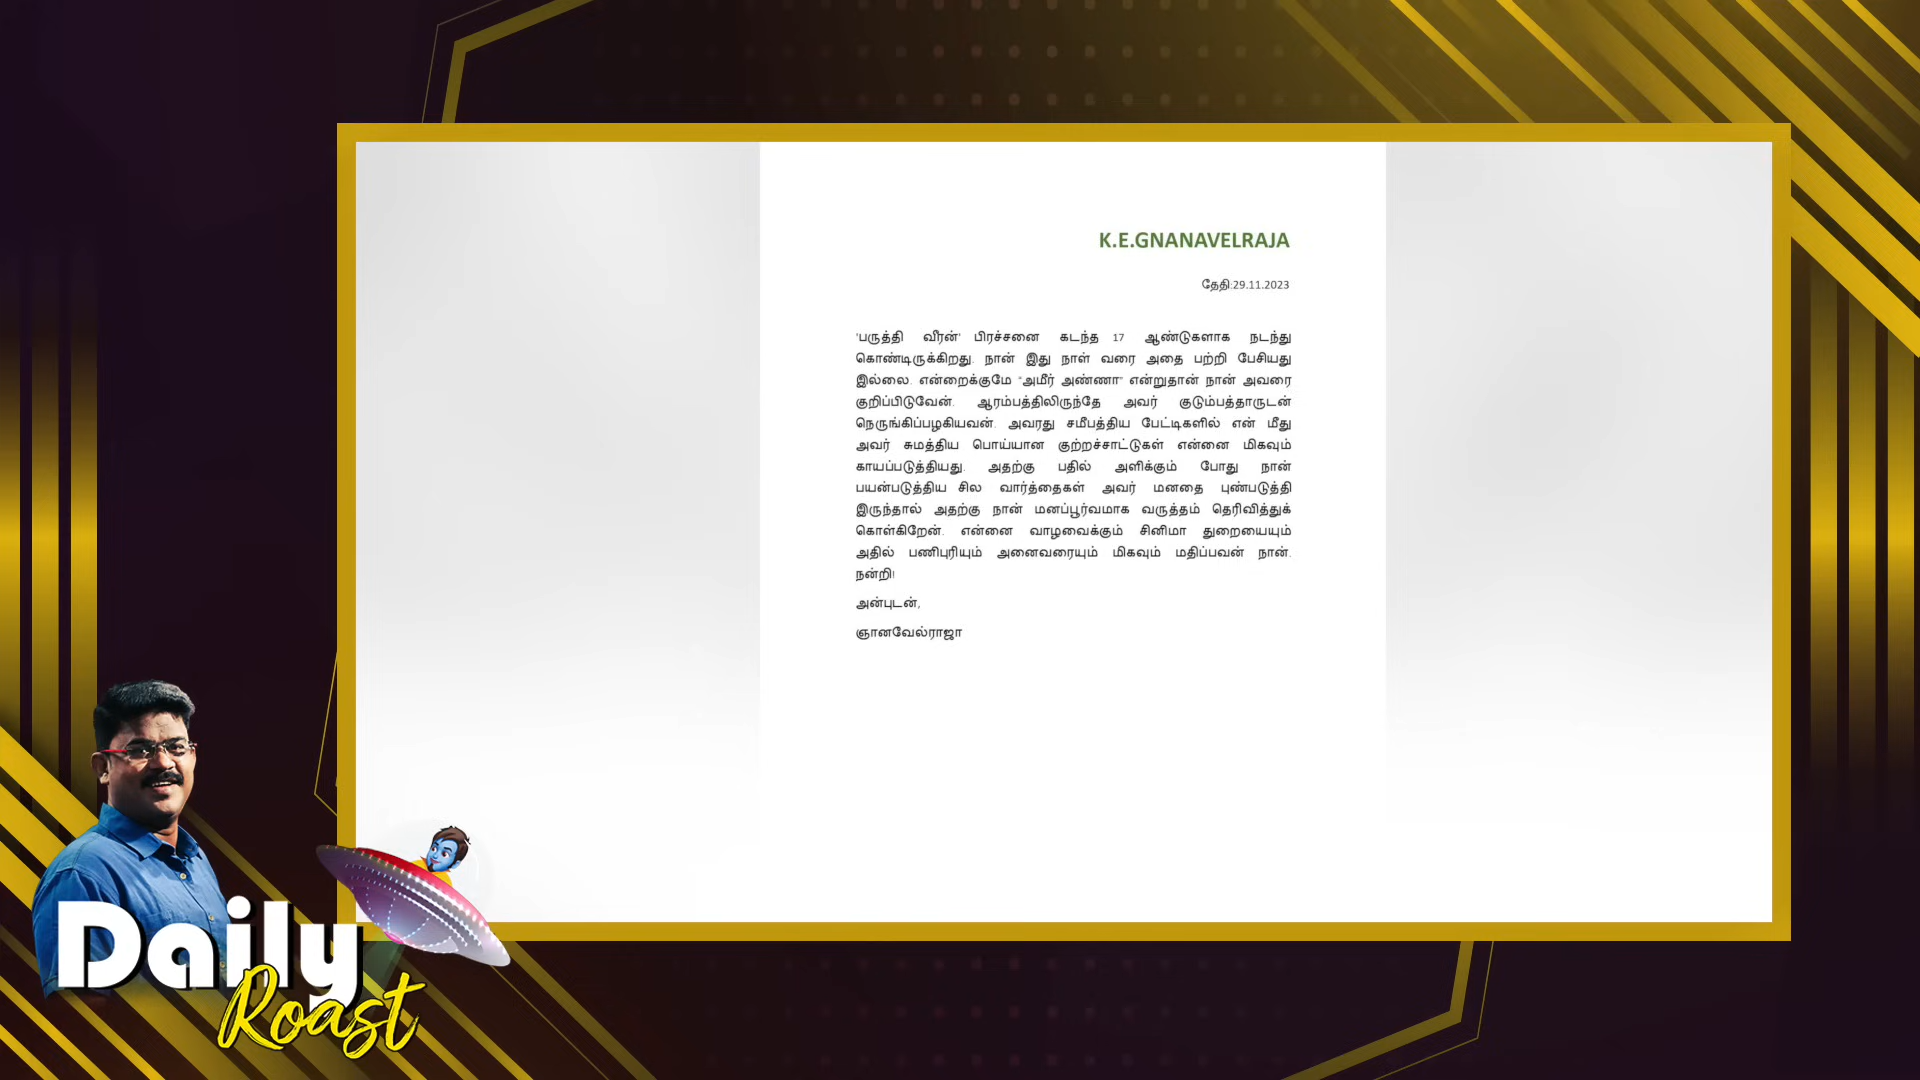 K.E.GNANAVELRAJA
தேதி:29.11.2023
'பருத்தி வீரன்' பிரச்சனை கடந்த 17 ஆண்டுகளாக நடந்து
கொண்டிருக்கிறது. நான் இது நாள் வரை அதை பற்றி பேசியது
இல்லை. என்றைக்குமே "அமீர் அண்ணா" என்றுதான் நான் அவரை
குறிப்பிடுவேன். ஆரம்பத்திலிருந்தே அவர் குடும்பத்தாருடன்
நெருங்கிப்பழகியவன். அவரது சமீபத்திய பேட்டிகளில் என் மீது
அவர் சுமத்திய பொய்யான குற்றச்சாட்டுகள் என்னை மிகவும்
காயப்படுத்தியது. அதற்கு பதில் அளிக்கும் போது நான்
பயன்படுத்திய சில வார்த்தைகள் அவர் மனதை புண்படுத்தி
இருந்தால் அதற்கு நான் மனப்பூர்வமாக வருத்தம் தெரிவித்துக்
கொள்கிறேன். என்னை வாழவைக்கும் சினிமா துறையையும்
அதில் பணிபுரியும் அனைவரையும் மிகவும் மதிப்பவன் நான்.
நன்றி!
அன்புடன்,
ஞானவேல்ராஜா
Daily
Roast